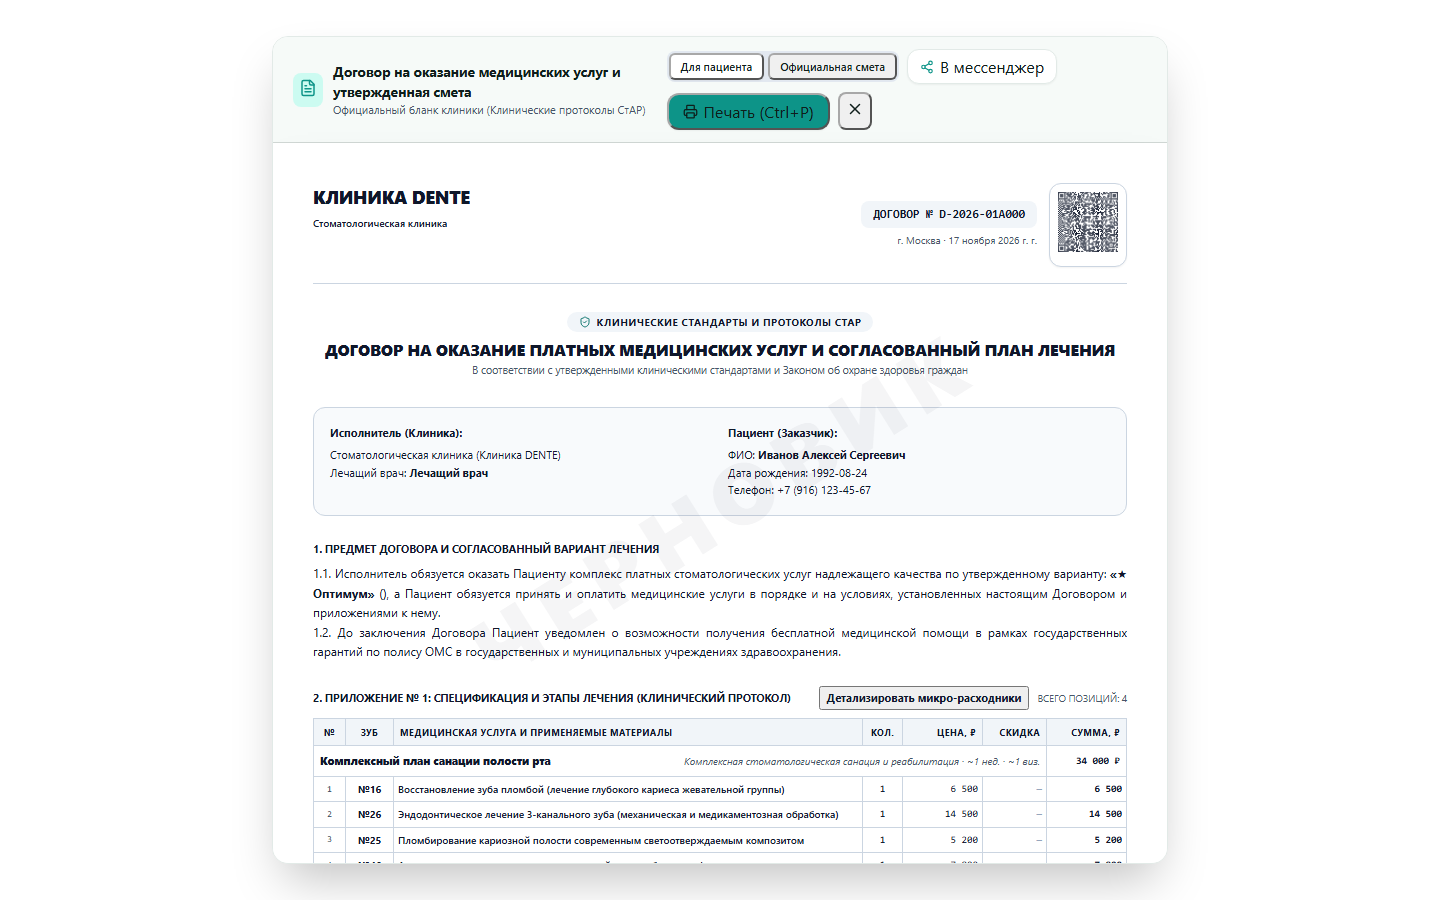 Договор на оказание медицинских услуг и
утвержденная смета
Официальный бланк клиники (Клинические протоколы СтАР)
Для пациента
Официальная смета
В мессенджер
Печать (Ctrl+P)
КЛИНИКА DENTE
Стоматологическая клиника
ДОГОВОР № D-2026-01A000
г. Москва · 17 ноября 2026 г. г.
КЛИНИЧЕСКИЕ СТАНДАРТЫ И ПРОТОКОЛЫ СТАР
ДОГОВОР НА ОКАЗАНИЕ ПЛАТНЫХ МЕДИЦИНСКИХ УСЛУГ И СОГЛАСОВАННЫЙ ПЛАН ЛЕЧЕНИЯ
В соответствии с утвержденными клиническими стандартами и Законом об охране здоровья граждан
ЧЕРНОВИК
Исполнитель (Клиника):
Стоматологическая клиника (Клиника DENTE)
Лечащий врач: Лечащий врач
Пациент (Заказчик):
ФИО: Иванов Алексей Сергеевич
Дата рождения: 1992-08-24
Телефон: +7 (916) 123-45-67
1. ПРЕДМЕТ ДОГОВОРА И СОГЛАСОВАННЫЙ ВАРИАНТ ЛЕЧЕНИЯ
1.1. Исполнитель обязуется оказать Пациенту комплекс платных стоматологических услуг надлежащего качества по утвержденному варианту: «★
Оптимум» (), а Пациент обязуется принять и оплатить медицинские услуги в порядке и на условиях, установленных настоящим Договором и
приложениями к нему.
1.2. До заключения Договора Пациент уведомлен о возможности получения бесплатной медицинской помощи в рамках государственных
гарантий по полису ОМС в государственных и муниципальных учреждениях здравоохранения.
2. ПРИЛОЖЕНИЕ № 1: СПЕЦИФИКАЦИЯ И ЭТАПЫ ЛЕЧЕНИЯ (КЛИНИЧЕСКИЙ ПРОТОКОЛ)
Детализировать микро-расходники
ВСЕГО ПОЗИЦИЙ: 4
№ ЗУБ МЕДИЦИНСКАЯ УСЛУГА И ПРИМЕНЯЕМЫЕ МАТЕРИАЛЫ КОЛ. ЦЕНА, ₽ СКИДКА СУММА, ₽
Комплексный план санации полости рта Комплексная стоматологическая санация и реабилитация · ~1 нед. · ~1 виз. 34 000 ₽
1 №16 Восстановление зуба пломбой (лечение глубокого кариеса жевательной группы) 1 6 500 — 6 500
2 №26 Эндодонтическое лечение 3-канального зуба (механическая и медикаментозная обработка) 1 14 500 — 14 500
3 №25 Пломбирование кариозной полости современным светоотверждаемым композитом 1 5 200 — 5 200